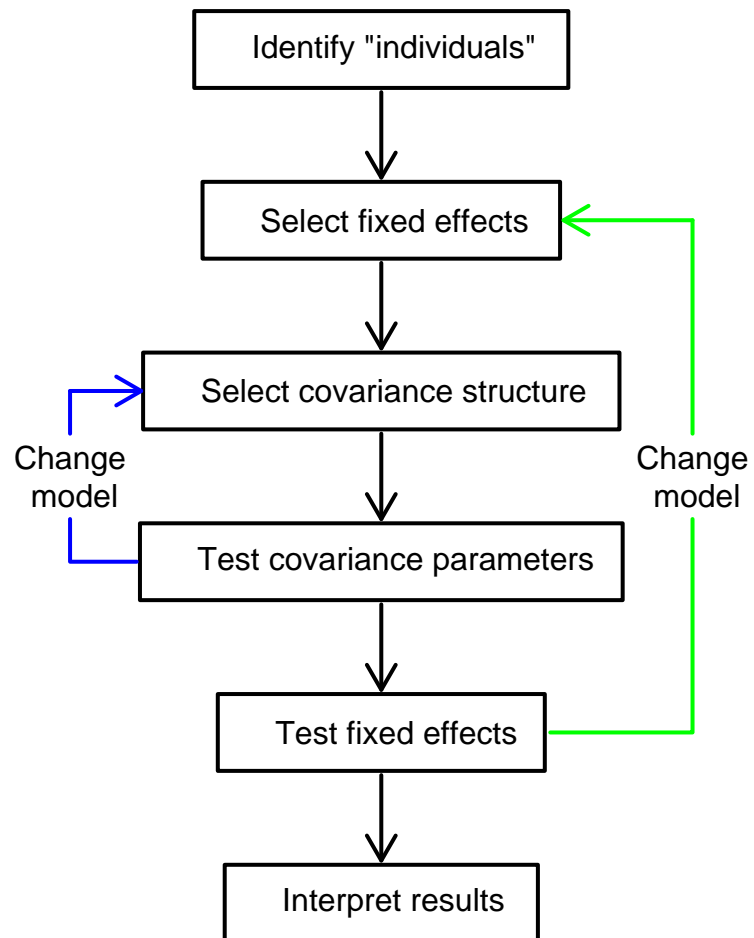 Identify "individuals"
Select fixed effects
Select covariance structure
Change
model
Change
model
Test covariance parameters
Test fixed effects
Interpret results